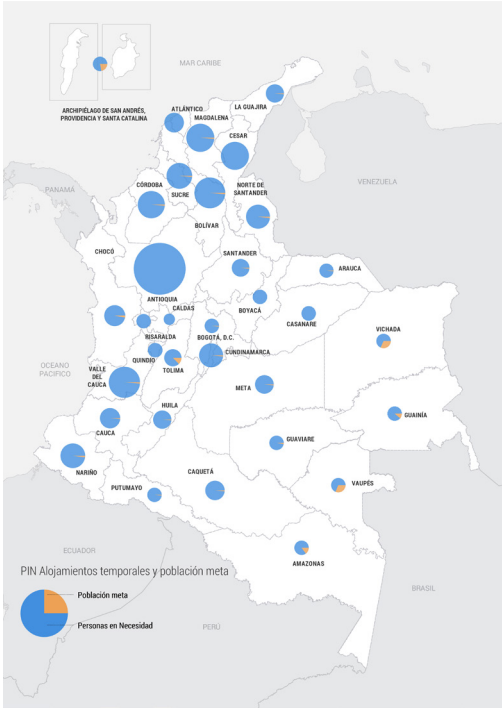 MAR CARIBE
ARCHIPIÉLAGO DE SAN ANDRÉS,
PROVIDENCIA Y SANTA CATALINA
ATLÁNTICO
LA GUAJIRA
MAGDALENA
CESAR
PANAMÁ
VENEZUELA
CÓRDOBA
SUCRE
NORTE DE
SANTANDER
BOLÍVAR
CHOCÓ
SANTANDER
ARAUCA
ANTIOQUIA
CALDAS
BOYACÁ
CASANARE
VICHADA
RISARALDA
BOGOTÁ, D.C.
CUNDINAMARCA
OCEANO
PACIFICO
VALLE
DEL
CAUCA
QUINDIO
TOLIMA
META
HUILA
GUAINÍA
CAUCA
GUAVIARE
NARIÑO
CAQUETÁ
PUTUMAYO
VAUPÉS
ECUADOR
AMAZONAS
PIN Alojamientos temporales y población meta
BRASIL
Población meta
Personas en Necesidad
PERÚ